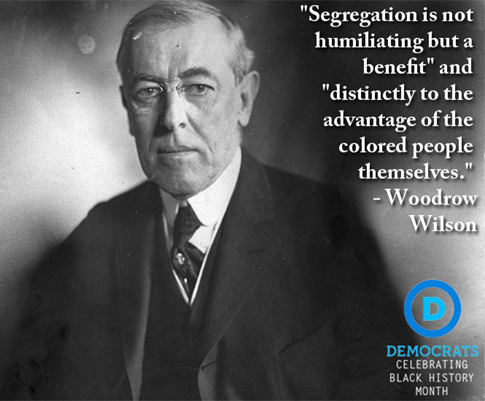 "Segregation is not
humiliating but a
benefit" and
"distinctly to the
advantage of the
colored people
themselves."
- Woodrow
Wilson
D
DEMOCRATS
CELEBRATING
BLACK HISTORY
MONTH